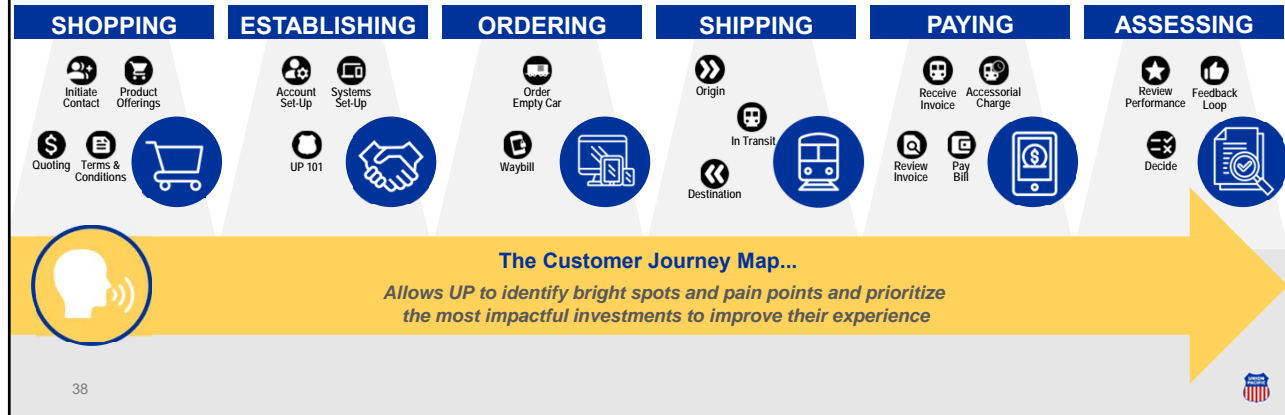 SHOPPING
Initiate
Contact
Product
Offerings
$
Quoting
Terms &
Conditions
ESTABLISHING
Account
Set-Up
Systems
Set-Up
UP 101
ORDERING
Order
Empty Car
Waybill
SHIPPING
Origin
In Transit
Destination
PAYING
Receive
Invoice
Accessorial
Charge
Review
Invoice
Pay
Bill
$
ASSESSING
Review
Performance
Feedback
Loop
Decide
The Customer Journey Map...
Allows UP to identify bright spots and pain points and prioritize
the most impactful investments to improve their experience
38
UNION
PACIFIC